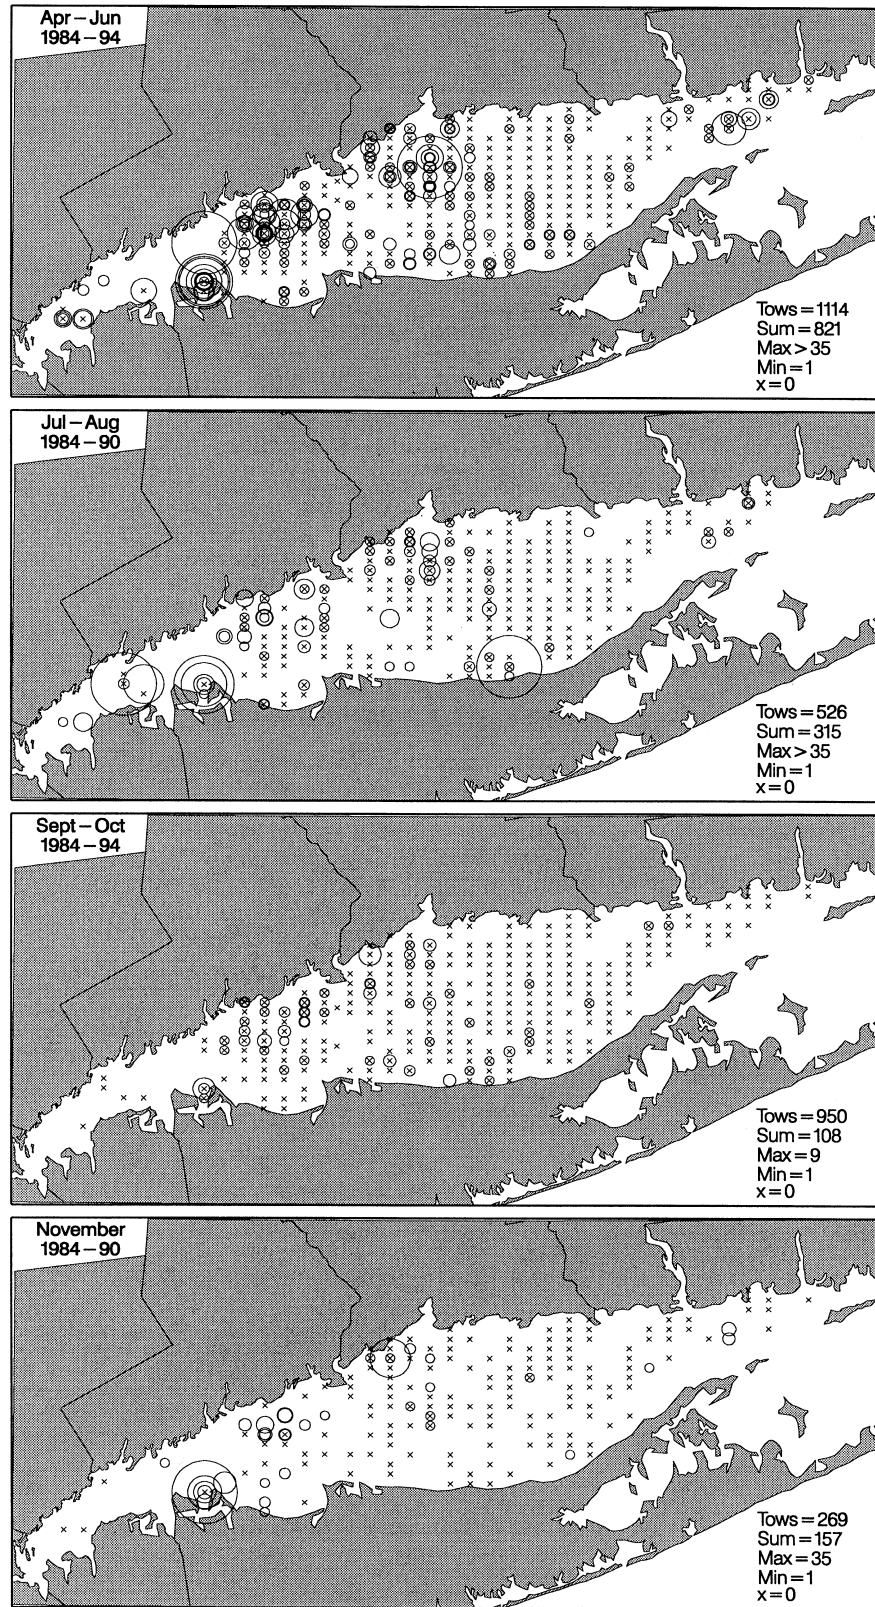 Apr–Jun
1984–94
Tows=1114
Sum=821
Max>35
Min=1
x=0
Jul–Aug
1984–90
Tows=526
Sum=315
Max>35
Min=1
x=0
Sept–Oct
1984–94
Tows=950
Sum=108
Max=9
Min=1
x=0
November
1984–90
Tows=269
Sum=157
Max=35
Min=1
x=0